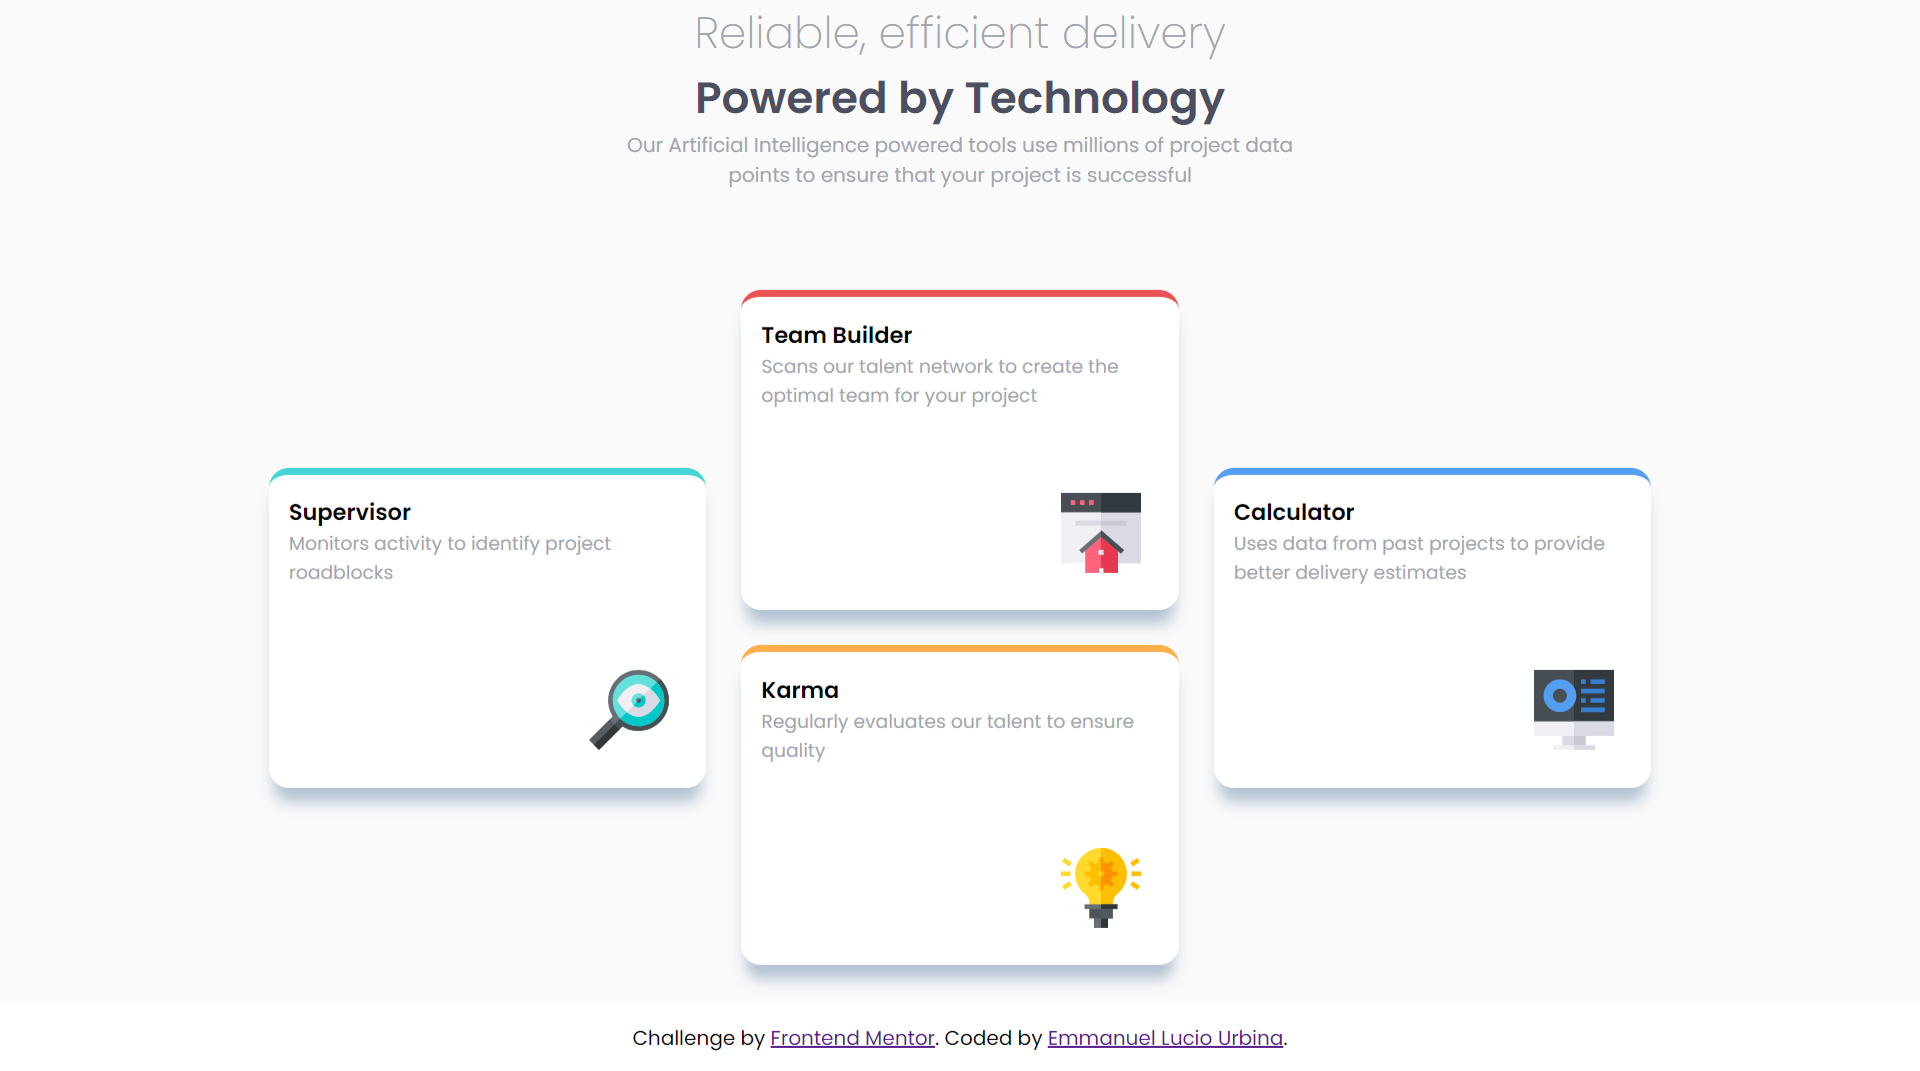 Reliable, efficient delivery
Powered by Technology
Our Artificial Intelligence powered tools use millions of project data
points to ensure that your project is successful
Team Builder
Scans our talent network to create the
optimal team for your project
Supervisor
Monitors activity to identify project
roadblocks
Calculator
Uses data from past projects to provide
better delivery estimates
Karma
Regularly evaluates our talent to ensure
quality
Challenge by Frontend Mentor. Coded by Emmanuel Lucio Urbina.